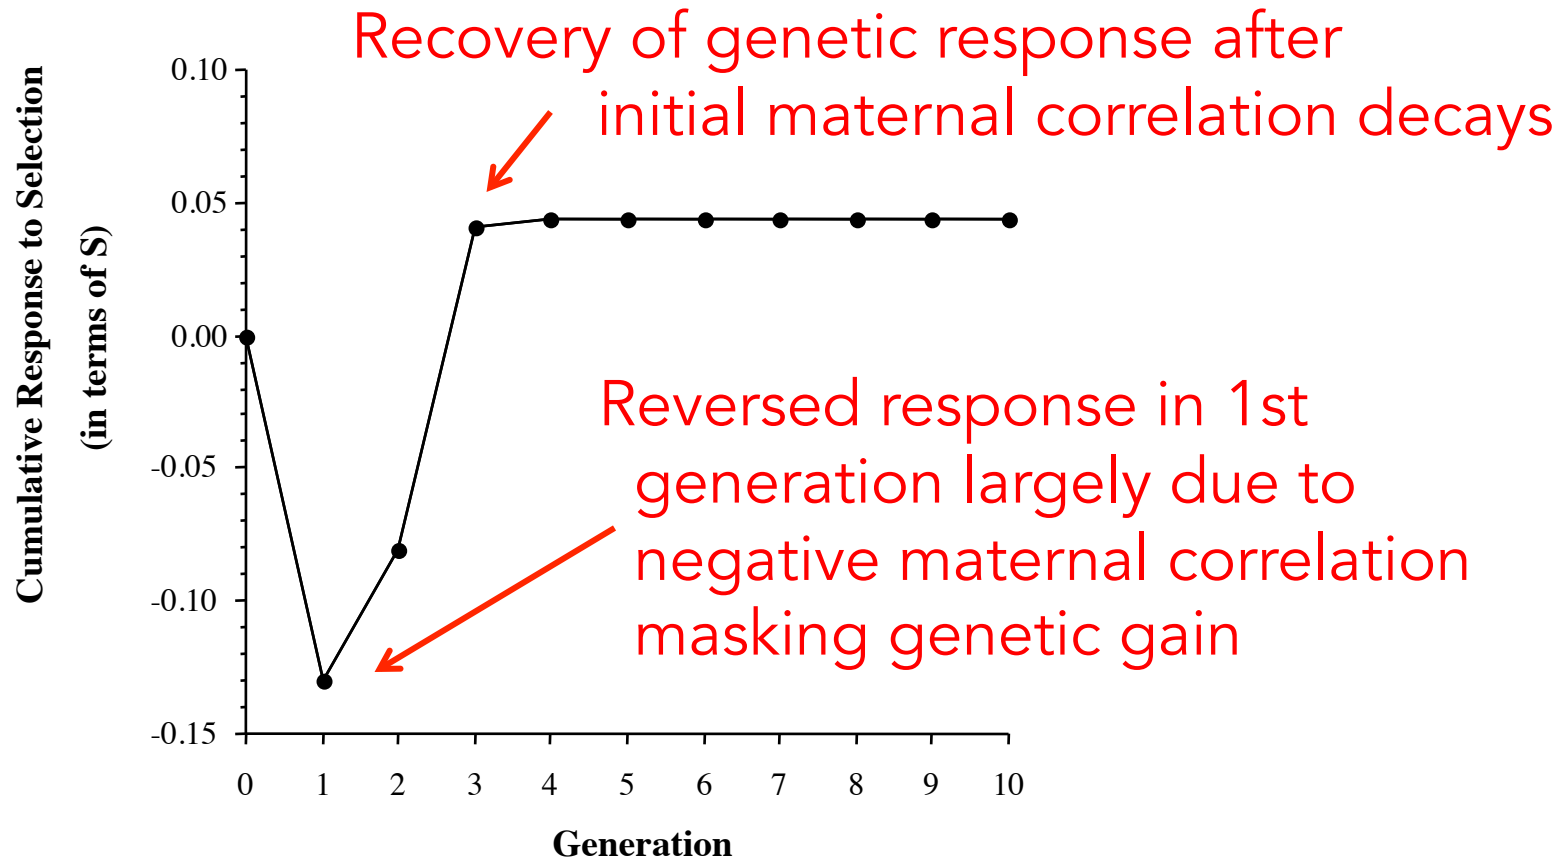 Recovery of genetic response after
initial maternal correlation decays
Cumulative Response to Selection
(in terms of S)
0.10
0.05
0.00
-0.05
-0.10
-0.15
Reversed response in 1st
generation largely due to
negative maternal correlation
masking genetic gain
0 1 2 3 4 5 6 7 8 9 10
Generation